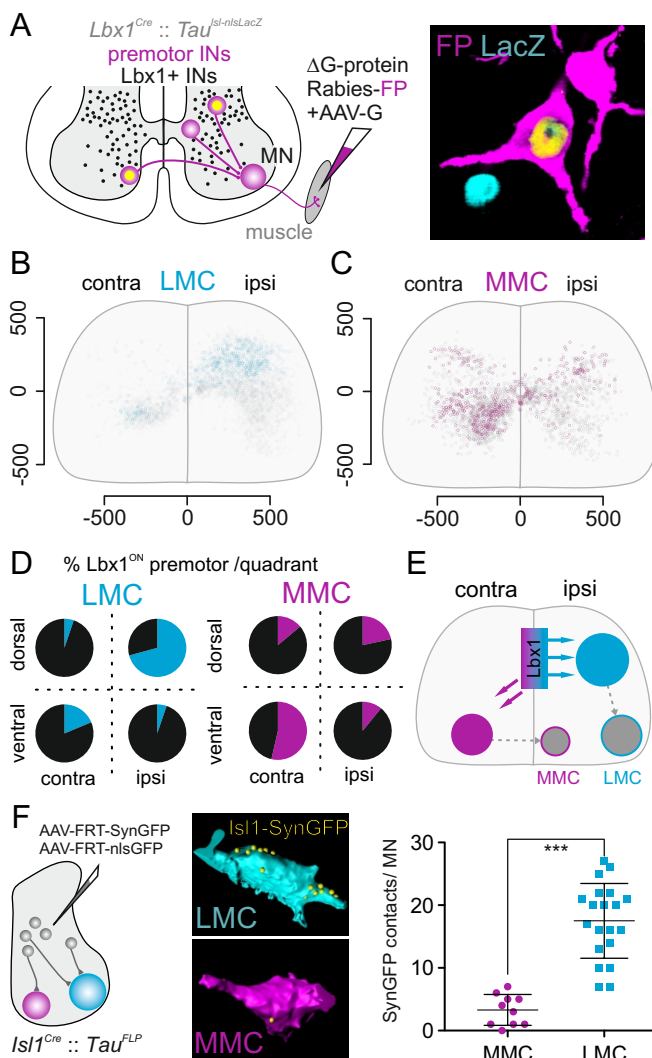 A
Lbx1Cre :: Taulsl-nlsLacZ
premotor INs
Lbx1+ INs
MN
muscle
ΔG-protein
Rabies-FP
+AAV-G
FP LacZ
B
contra LMC ipsi
500
0
-500
-500 0 500
C
contra MMC ipsi
500
0
-500
-500 0 500
D
% Lbx1ON premotor /quadrant
LMC MMC
dorsal dorsal
ventral ventral
contra ipsi contra ipsi
E
contra ipsi
Lbx1
MMC LMC
F
AAV-FRT-SynGFP
AAV-FRT-nlsGFP
Isl1Cre :: TauFLP
Isl1-SynGFP
LMC
MMC
SynGFP contacts/ MN
30
20
10
0
***
MMC LMC